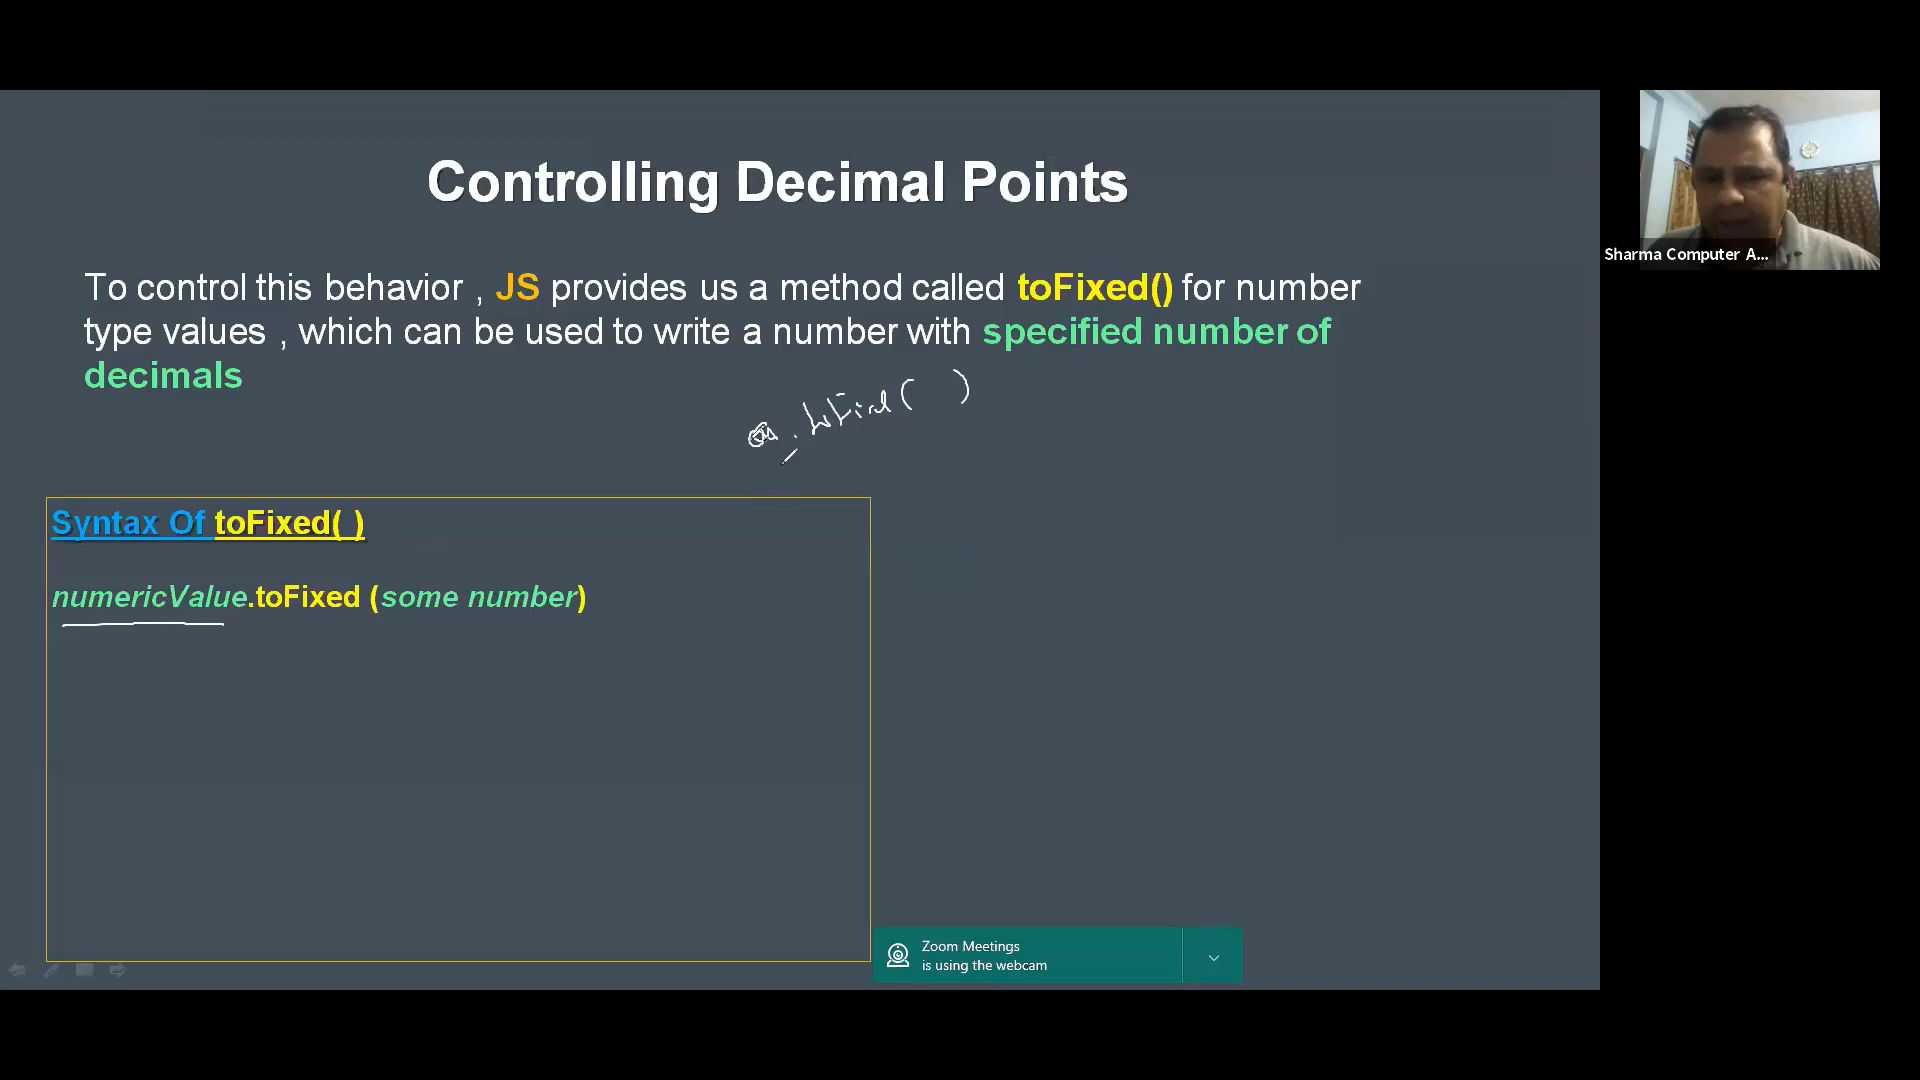 Controlling Decimal Points
To control this behavior , JS provides us a method called toFixed() for number
type values , which can be used to write a number with specified number of
decimals
Syntax Of toFixed( )
numericValue.toFixed (some number)
Sharma Computer A...
Zoom Meetings
is using the webcam